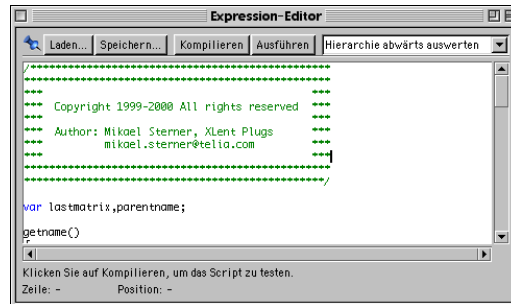 Expression-Editor
Laden... Speichern... Kompilieren Ausführen Hierarchie abwärts auswerten
/*******************************************************
********************************************************
*** ***
*** Copyright 1999-2000 All rights reserved ***
*** ***
*** Author: Mikael Sterner, XLent Plugs ***
*** mikael.sterner@telia.com ***
*** ***
********************************************************
*******************************************************/
var lastmatrix,parentname;
getname()
Klicken Sie auf Kompilieren, um das Script zu testen.
Zeile: - Position: -